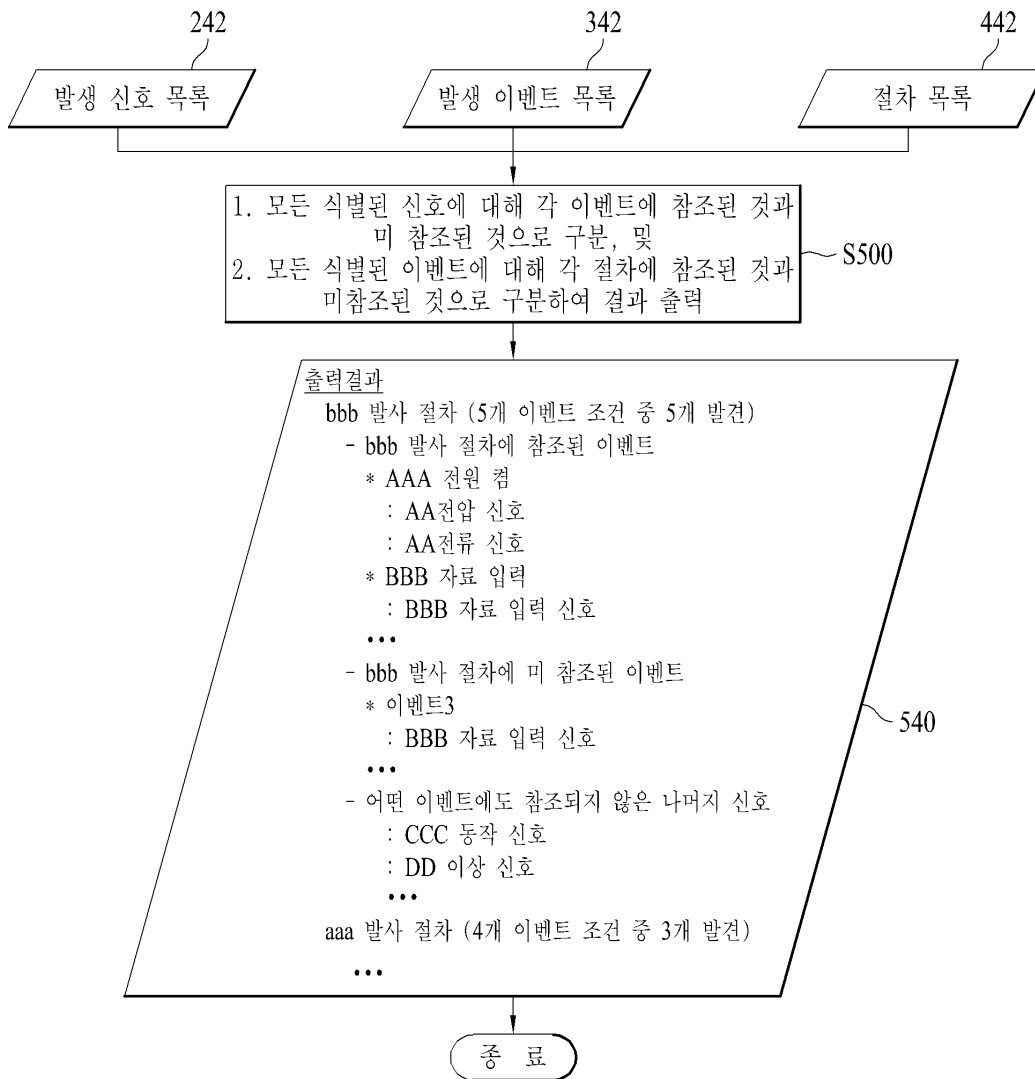 242
342
442
발생 신호 목록
발생 이벤트 목록
절차 목록
1. 모든 식별된 신호에 대해 각 이벤트에 참조된 것과
미 참조된 것으로 구분, 및
2. 모든 식별된 이벤트에 대해 각 절차에 참조된 것과
미참조된 것으로 구분하여 결과 출력
S500
출력결과
bbb 발사 절차 (5개 이벤트 조건 중 5개 발견)
- bbb 발사 절차에 참조된 이벤트
* AAA 전원 켬
: AA전압 신호
: AA전류 신호
* BBB 자료 입력
: BBB 자료 입력 신호
•••
- bbb 발사 절차에 미 참조된 이벤트
* 이벤트3
: BBB 자료 입력 신호
•••
- 어떤 이벤트에도 참조되지 않은 나머지 신호
: CCC 동작 신호
: DD 이상 신호
•••
aaa 발사 절차 (4개 이벤트 조건 중 3개 발견)
•••
540
종 료